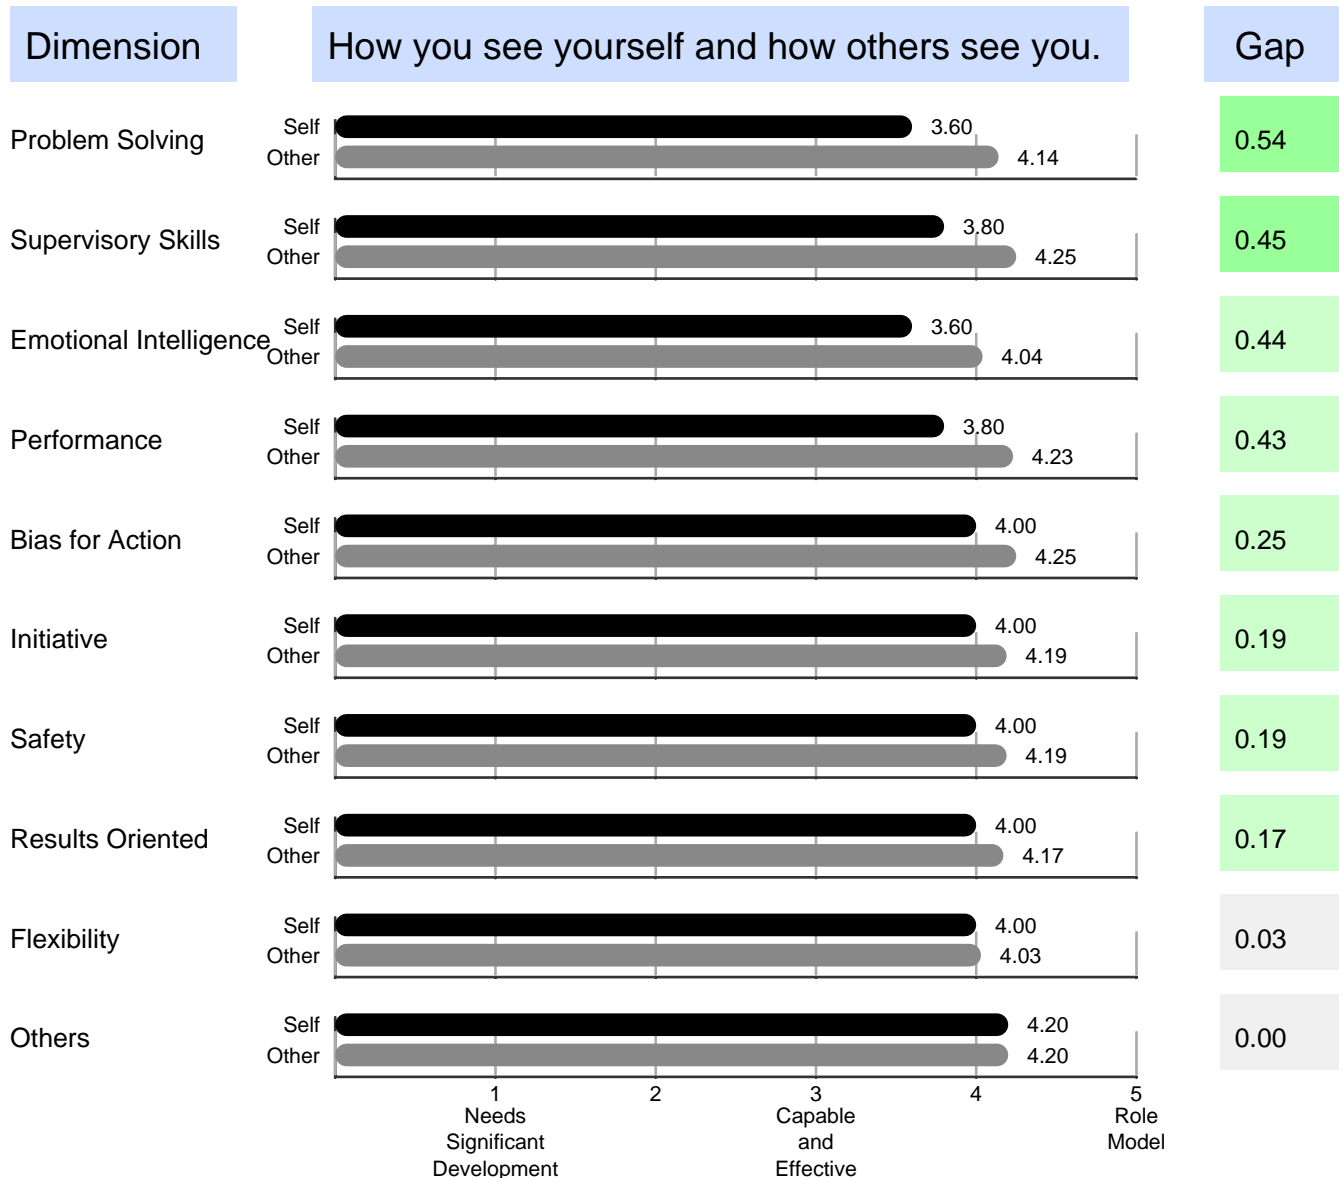 Dimension
How you see yourself and how others see you.
Gap
Problem Solving
Self
3.60
Other
4.14
0.54
Supervisory Skills
Self
3.80
Other
4.25
0.45
Emotional Intelligence
Self
3.60
Other
4.04
0.44
Performance
Self
3.80
Other
4.23
0.43
Bias for Action
Self
4.00
Other
4.25
0.25
Initiative
Self
4.00
Other
4.19
0.19
Safety
Self
4.00
Other
4.19
0.19
Results Oriented
Self
4.00
Other
4.17
0.17
Flexibility
Self
4.00
Other
4.03
0.03
Others
Self
4.20
Other
4.20
0.00
1
Needs
Significant
Development
2
3
Capable
and
Effective
4
5
Role
Model